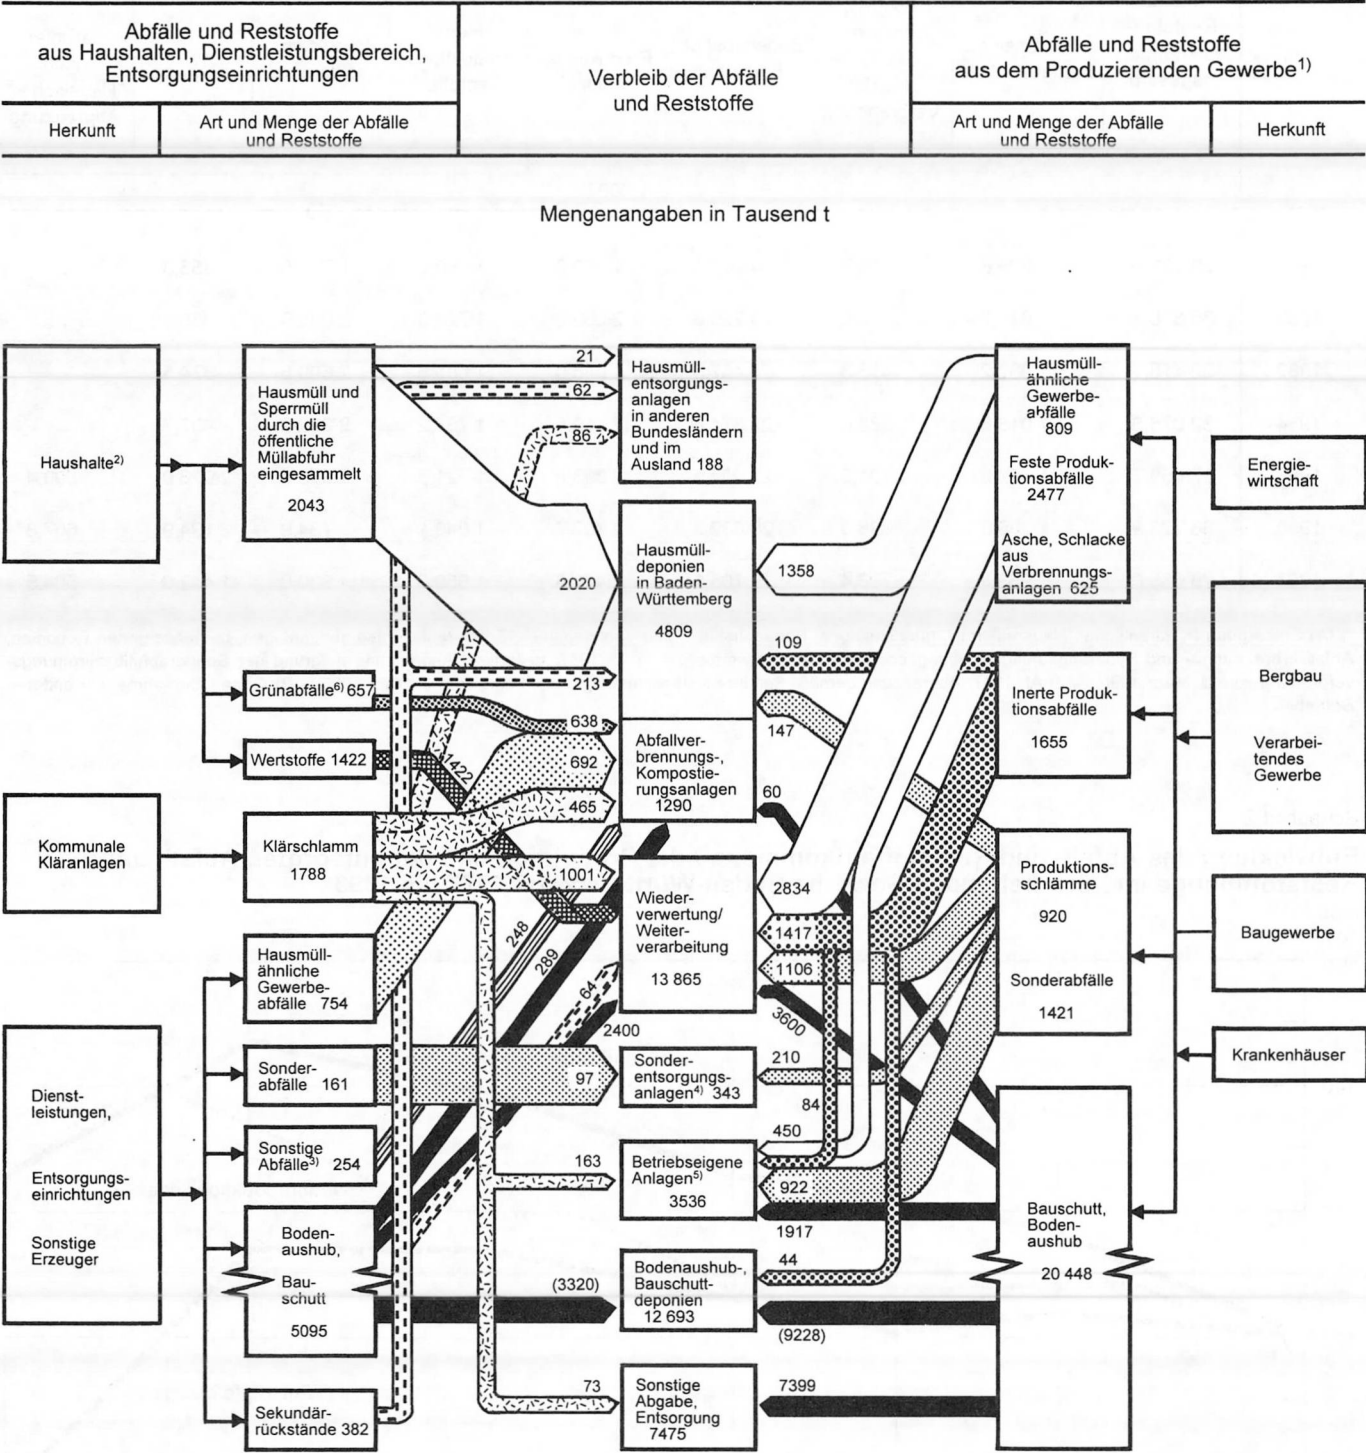 Abfälle und Reststoffe
aus Haushalten, Dienstleistungsbereich,
Entsorgungseinrichtungen
Verbleib der Abfälle
und Reststoffe
Abfälle und Reststoffe
aus dem Produzierenden Gewerbe¹⁾
Herkunft
Art und Menge der Abfälle
und Reststoffe
Art und Menge der Abfälle
und Reststoffe
Herkunft
Mengenangaben in Tausend t
Haushalte²⁾
Kommunale
Kläranlagen
Dienst-
leistungen,
Entsorgungs-
einrichtungen
Sonstige
Erzeuger
Hausmüll und
Sperrmüll
durch die
öffentliche
Müllabfuhr
eingesammelt
2043
Grünabfälle⁶⁾ 657
Wertstoffe 1422
Klärschlamm
1788
Hausmüll-
ähnliche
Gewerbe-
abfälle 754
Sonder-
abfälle 161
Sonstige
Abfälle³⁾ 254
Boden-
aushub,
Bau-
schutt
5095
Sekundär-
rückstände 382
21
62
86
2020
213
638
692
1422
465
1001
248
289
64
2400
97
163
(3320)
73
Hausmüll-
entsorgungs-
anlagen
in anderen
Bundesländern
und im
Ausland 188
Hausmüll-
deponien
in Baden-
Württemberg
4809
Abfallver-
brennungs-,
Kompostie-
rungsanlagen
1290
Wieder-
verwertung/
Weiter-
verarbeitung
13 865
Sonder-
entsorgungs-
anlagen⁴⁾ 343
Betriebseigene
Anlagen⁵⁾
3536
Bodenaushub-,
Bauschutt-
deponien
12 693
Sonstige
Abgabe,
Entsorgung
7475
1358
109
147
60
2834
1417
1106
3600
210
84
450
922
1917
44
(9228)
7399
Hausmüll-
ähnliche
Gewerbe-
abfälle
809
Feste Produk-
tionsabfälle
2477
Asche, Schlacke
aus
Verbrennungs-
anlagen 625
Inerte Produk-
tionsabfälle
1655
Produktions-
schlämme
920
Sonderabfälle
1421
Bauschutt,
Boden-
aushub
20 448
Energie-
wirtschaft
Bergbau
Verarbei-
tendes
Gewerbe
Baugewerbe
Krankenhäuser